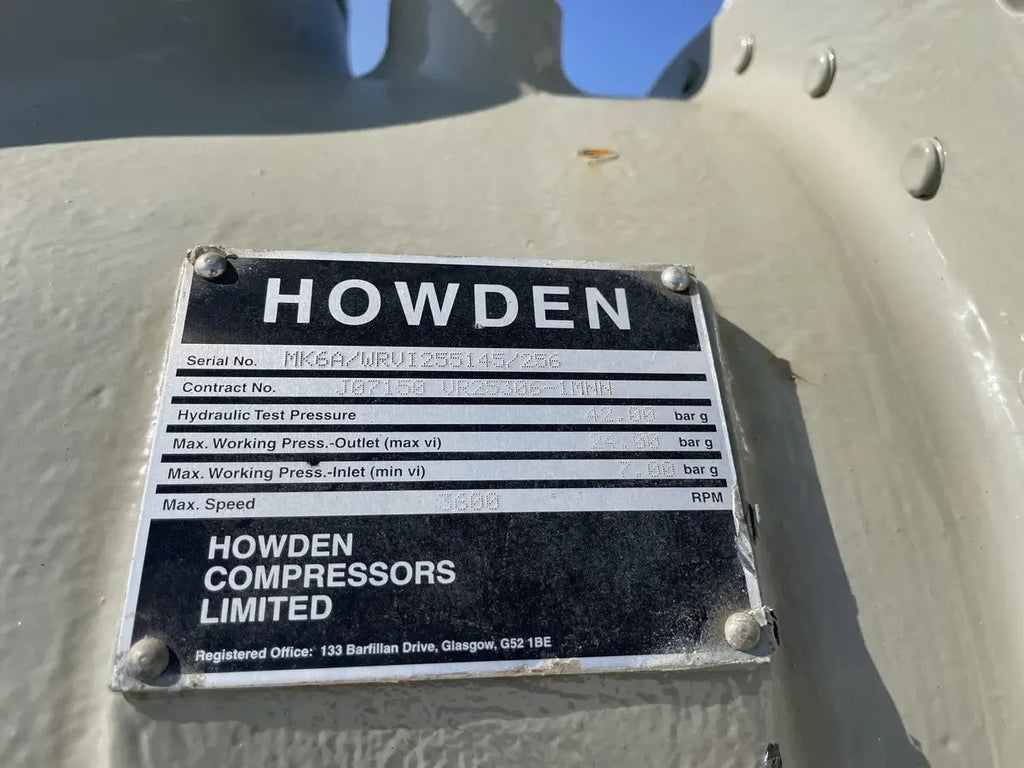 HOWDEN
Serial No. MK6A/WRVI255145/256
Contract No. J07150 VR25306-1MNN
Hydraulic Test Pressure 42.00 bar g
Max. Working Press.-Outlet (max vi) bar g
Max. Working Press.-Inlet (min vi) 7.00 bar g
Max. Speed 3600 RPM
HOWDEN
COMPRESSORS
LIMITED
Registered Office: 133 Barfillan Drive, Glasgow, G52 1BE